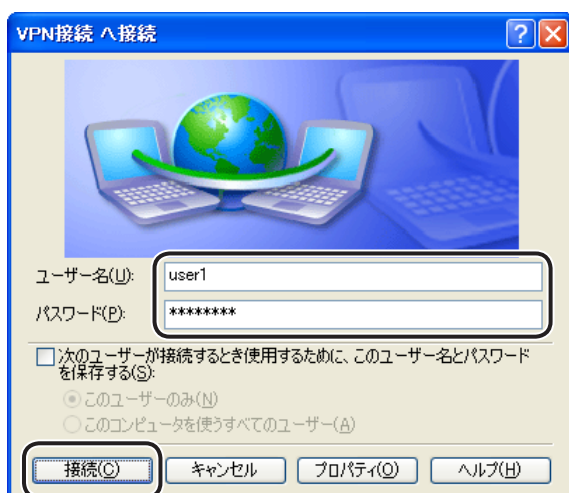 VPN接続 へ接続
ユーザー名(U): user1
パスワード(P): ********
次のユーザーが接続するとき使用するために、このユーザー名とパスワード
を保存する(S):
このユーザーのみ(N)
このコンピュータを使うすべてのユーザー(A)
接続(C) キャンセル プロパティ(O) ヘルプ(H)